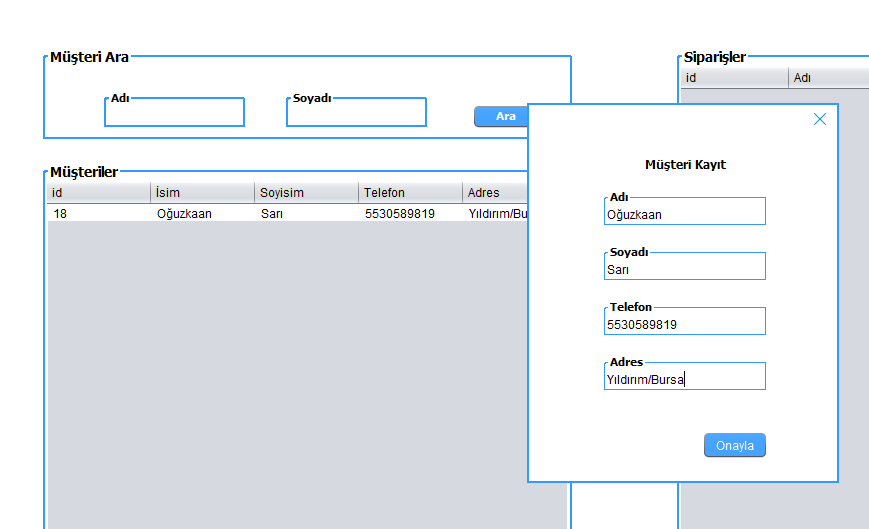 Müşteri Ara
Adı
Soyadı
Ara
Müşteriler
id İsim Soyisim Telefon Adres
18 Oğuzkaan Sarı 5530589819 Yıldırım/Bu
Siparişler
id Adı
Müşteri Kayıt
Adı
Oğuzkaan
Soyadı
Sarı
Telefon
5530589819
Adres
Yıldırım/Bursa
Onayla